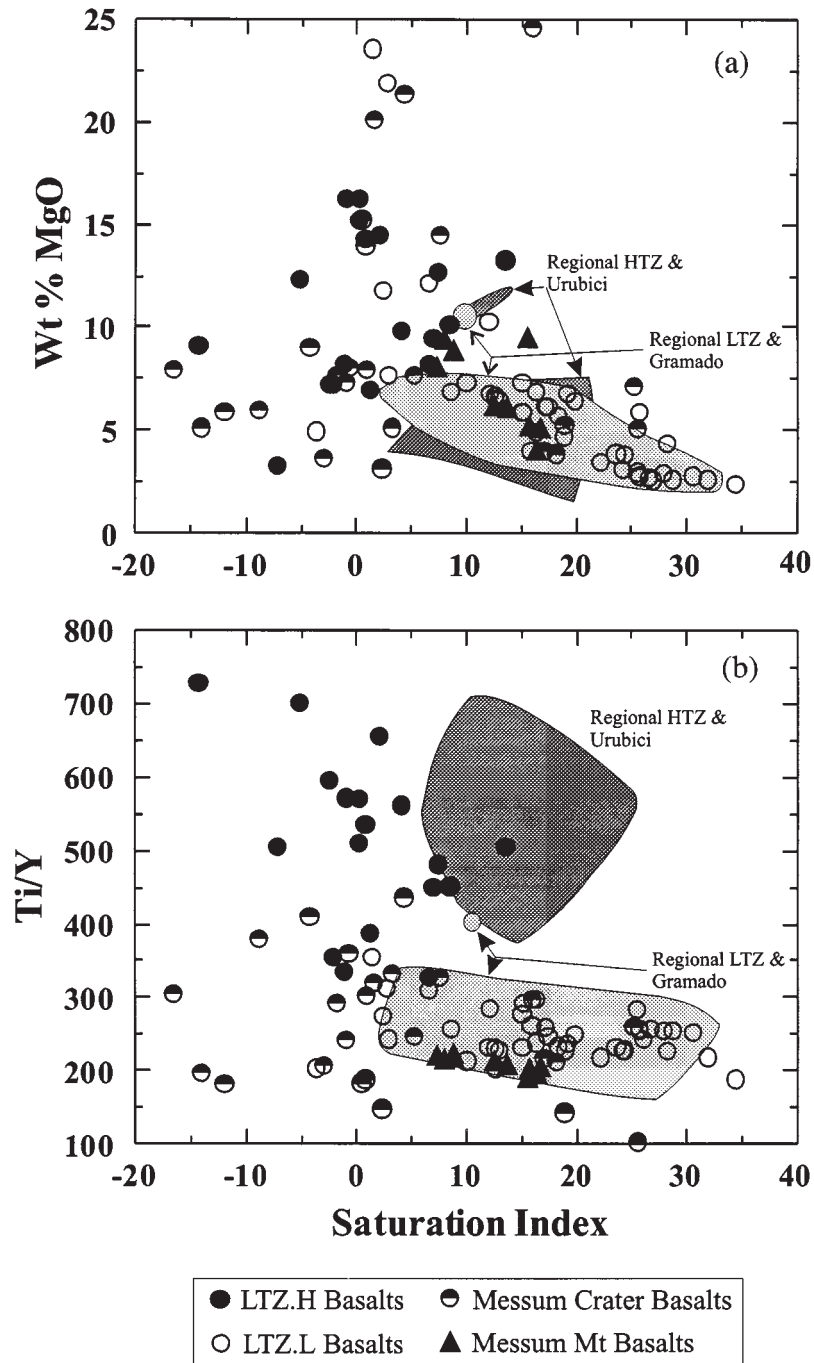 25
20
15
10
5
0
Wt % MgO
(a)
Regional HTZ &
Urubici
Regional LTZ &
Gramado
-20 -10 0 10 20 30 40
800
700
600
500
400
300
200
100
Ti/Y
(b)
Regional HTZ &
Urubici
Regional LTZ &
Gramado
-20 -10 0 10 20 30 40
Saturation Index
LTZ.H Basalts
Messum Crater Basalts
LTZ.L Basalts
Messum Mt Basalts